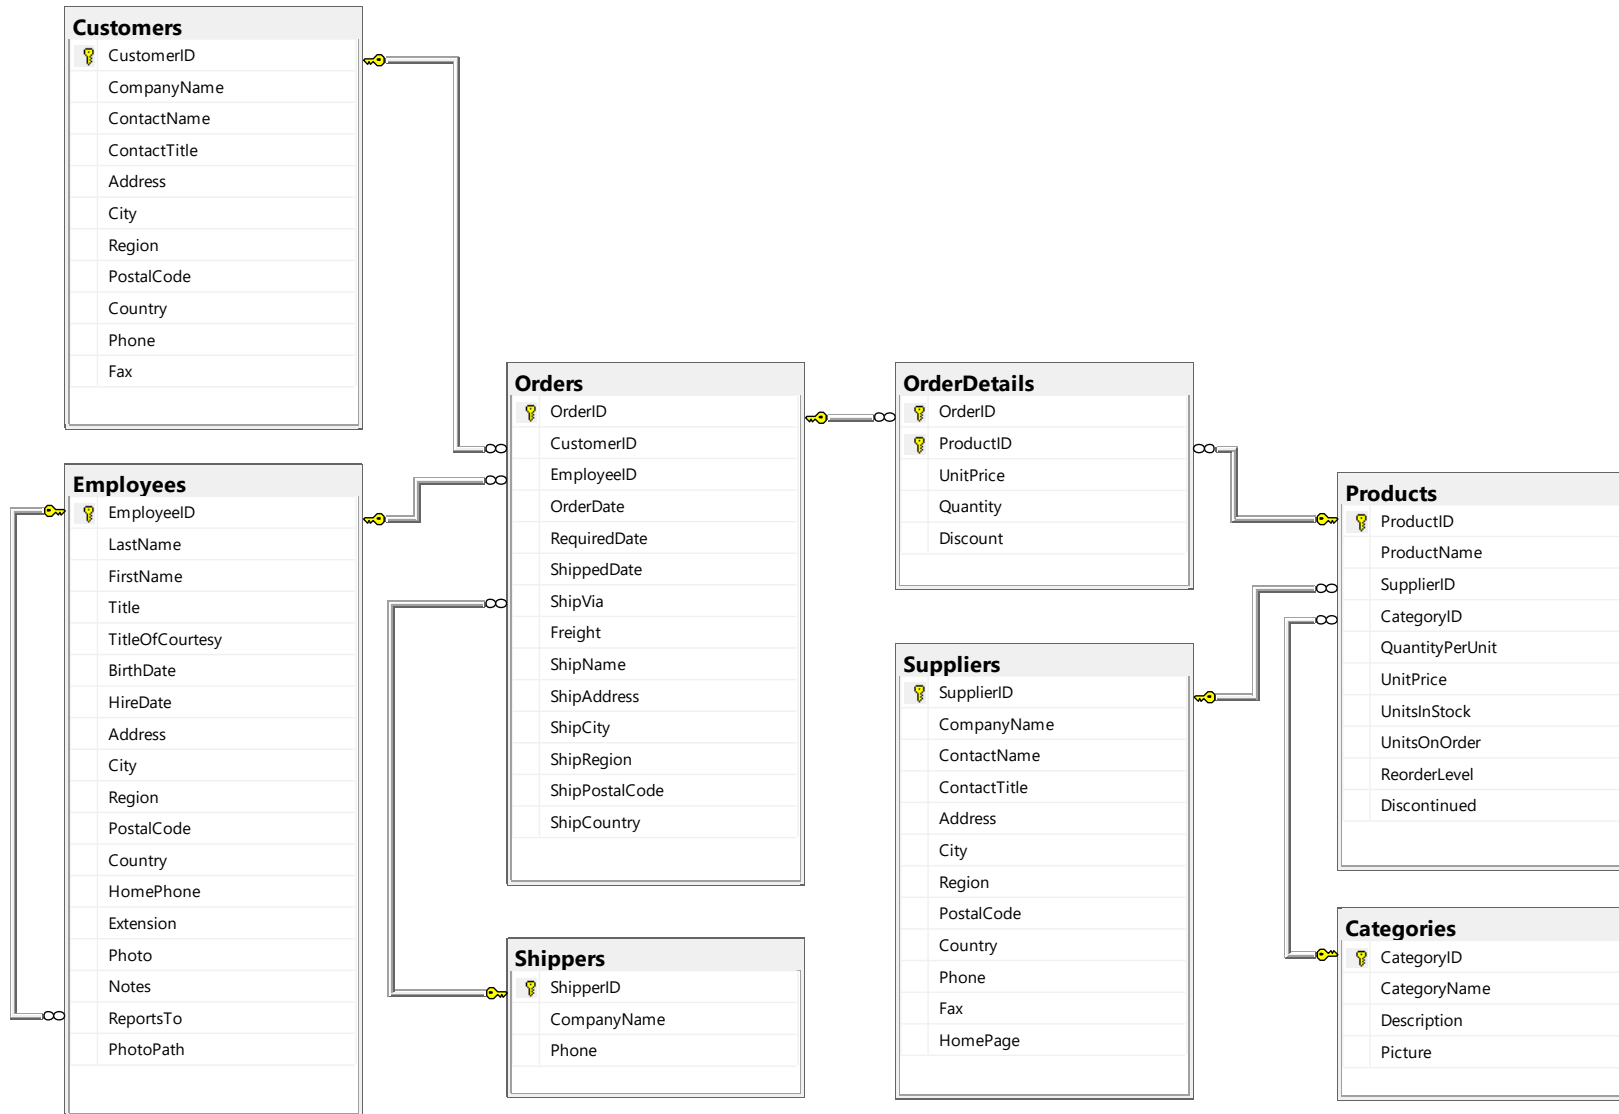 Customers
CustomerID
CompanyName
ContactName
ContactTitle
Address
City
Region
PostalCode
Country
Phone
Fax
Employees
EmployeeID
LastName
FirstName
Title
TitleOfCourtesy
BirthDate
HireDate
Address
City
Region
PostalCode
Country
HomePhone
Extension
Photo
Notes
ReportsTo
PhotoPath
Orders
OrderID
CustomerID
EmployeeID
OrderDate
RequiredDate
ShippedDate
ShipVia
Freight
ShipName
ShipAddress
ShipCity
ShipRegion
ShipPostalCode
ShipCountry
Shippers
ShipperID
CompanyName
Phone
OrderDetails
OrderID
ProductID
UnitPrice
Quantity
Discount
Suppliers
SupplierID
CompanyName
ContactName
ContactTitle
Address
City
Region
PostalCode
Country
Phone
Fax
HomePage
Products
ProductID
ProductName
SupplierID
CategoryID
QuantityPerUnit
UnitPrice
UnitsInStock
UnitsOnOrder
ReorderLevel
Discontinued
Categories
CategoryID
CategoryName
Description
Picture